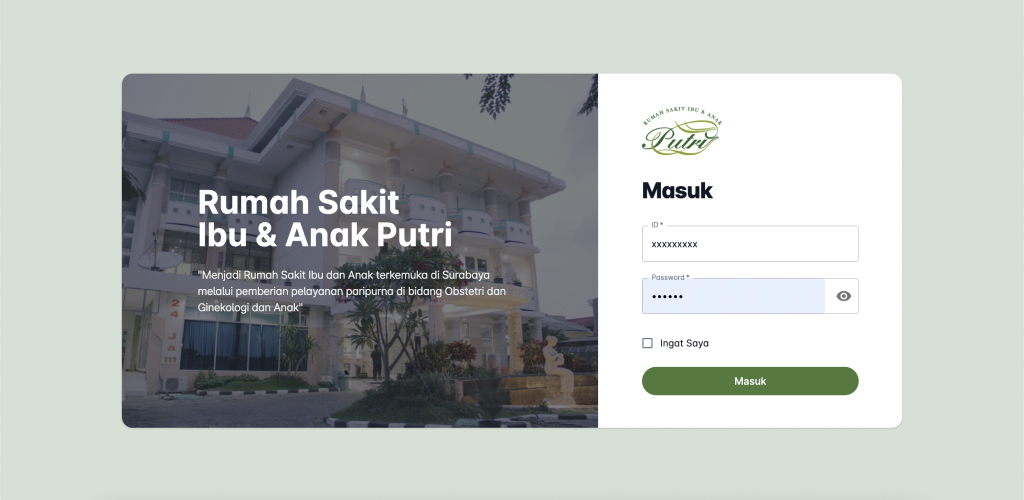 Rumah Sakit
Ibu & Anak Putri
"Menjadi Rumah Sakit Ibu dan Anak terkemuka di Surabaya
melalui pemberian pelayanan paripurna di bidang Obstetri dan
Ginekologi dan Anak"
24 Jam
RUMAH SAKIT IBU & ANAK
Putri
Masuk
ID *
xxxxxxxxx
Password *
••••••
Ingat Saya
Masuk